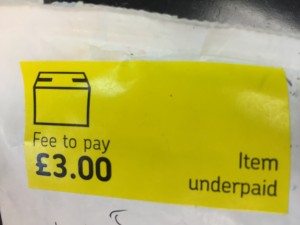 Fee to pay
£3.00
Item
underpaid